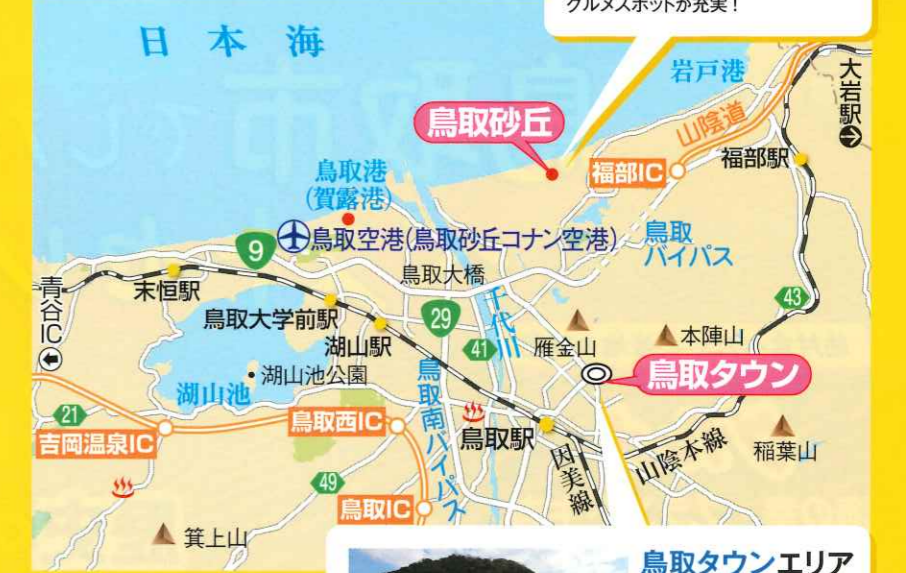 グルメスポットが充実！
日本海
岩戸港
大岩駅
鳥取砂丘
山陰道
福部駅
福部IC
鳥取港
(賀露港)
鳥取空港(鳥取砂丘コナン空港)
鳥取
バイパス
9
鳥取大橋
青谷IC
末恒駅
鳥取大学前駅
29
千代川
43
湖山駅
41
雁金山
本陣山
湖山池公園
湖山池
鳥取南バイパス
鳥取タウン
21
吉岡温泉IC
鳥取西IC
鳥取駅
因美線
山陰本線
稲葉山
49
鳥取IC
箕上山
鳥取タウンエリア